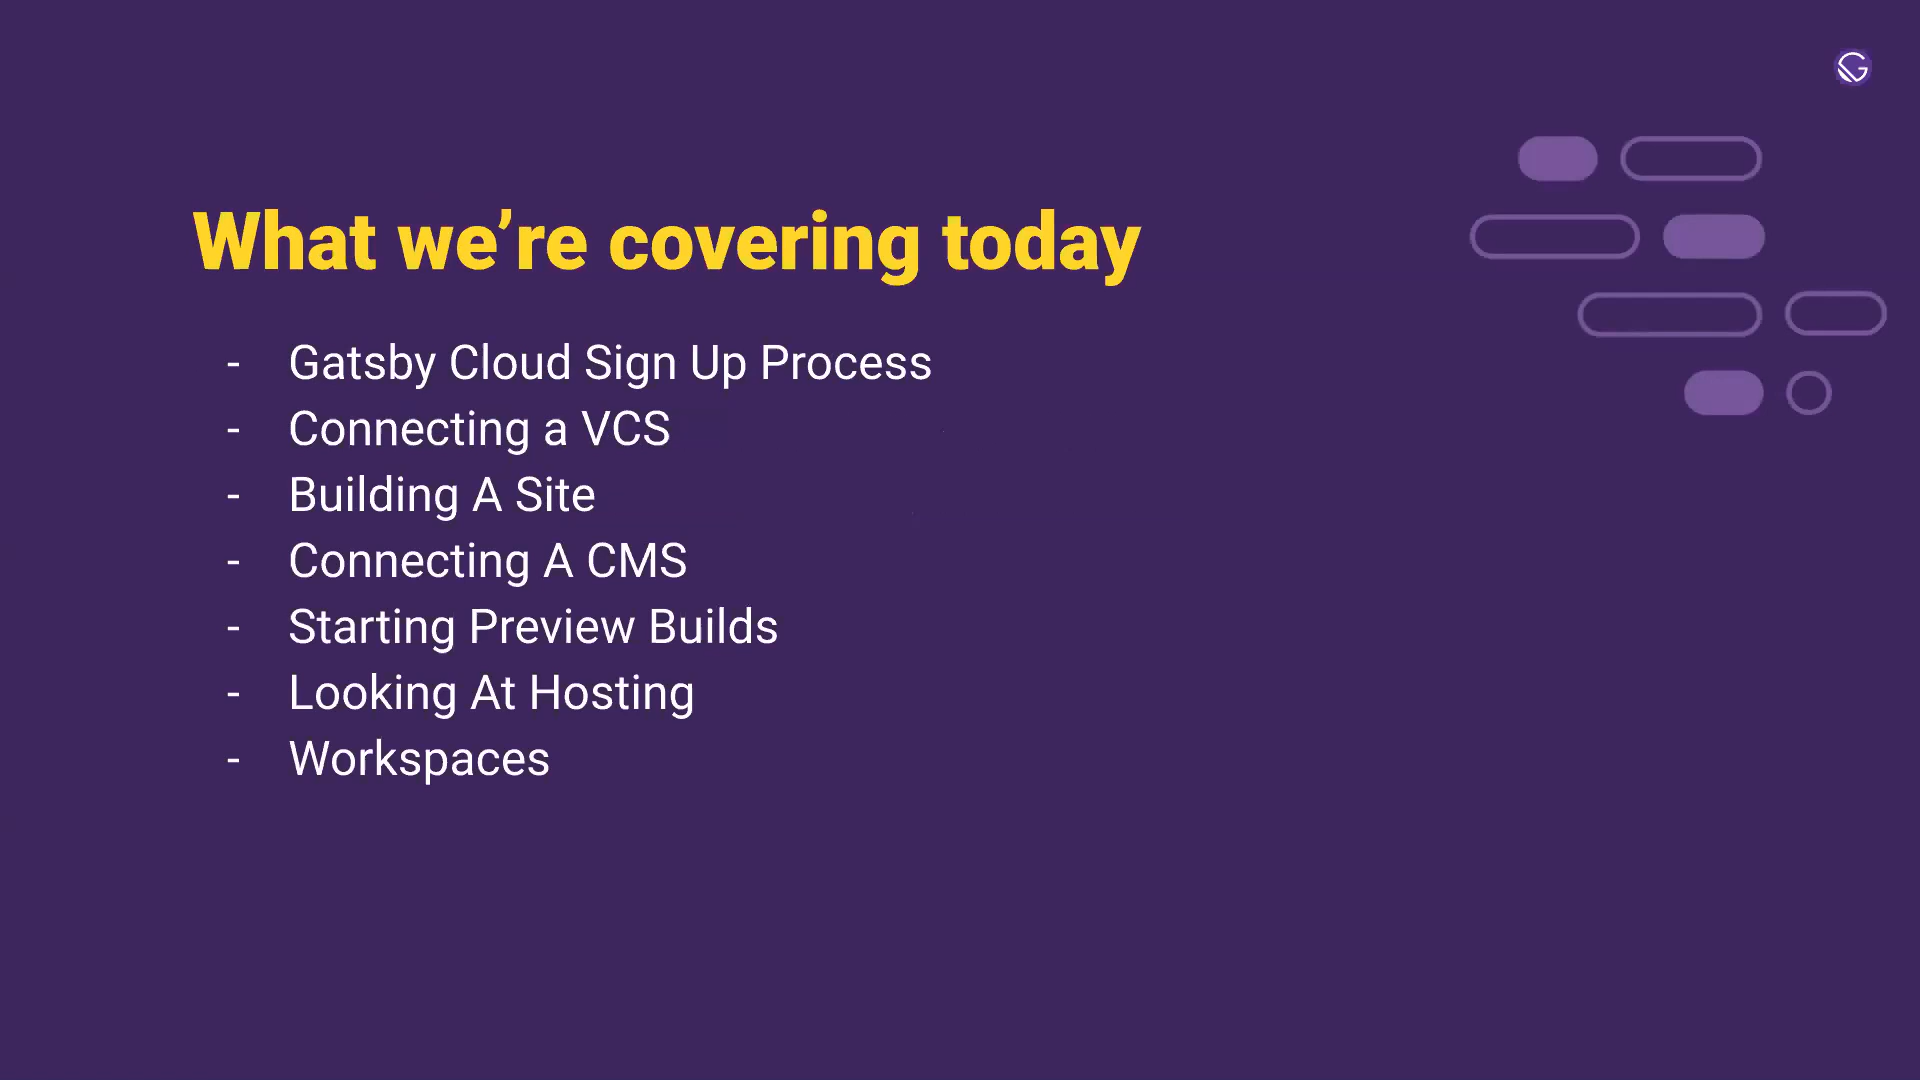 What we’re covering today
- Gatsby Cloud Sign Up Process
- Connecting a VCS
- Building A Site
- Connecting A CMS
- Starting Preview Builds
- Looking At Hosting
- Workspaces